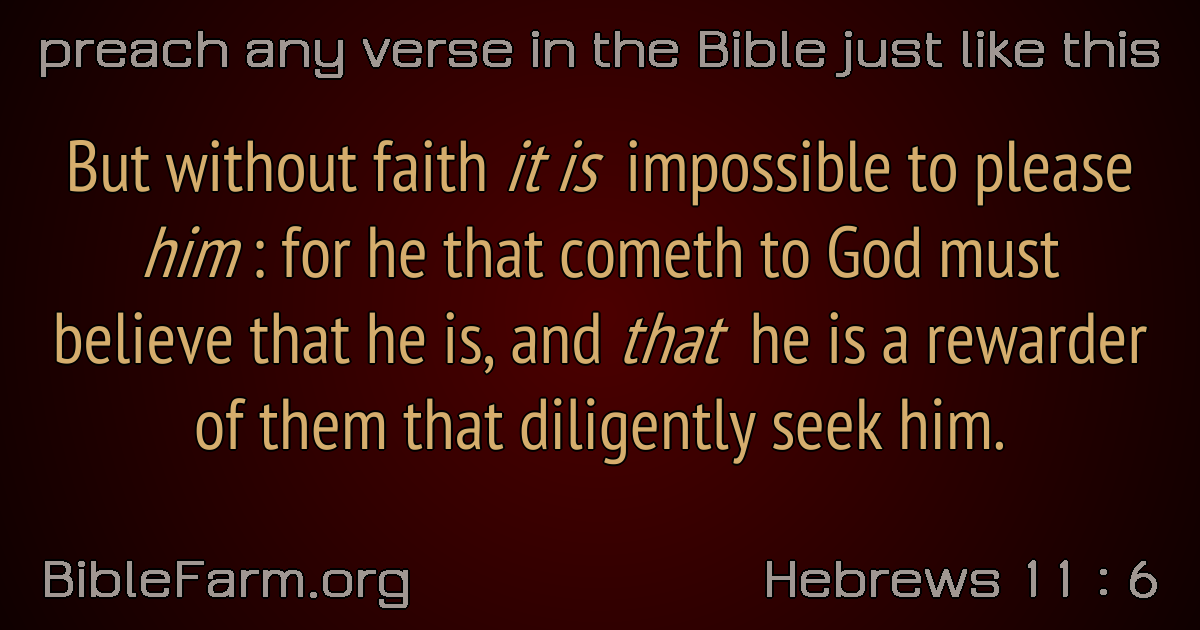 preach any verse in the Bible just like this
But without faith it is impossible to please
him: for he that cometh to God must
believe that he is, and that he is a rewarder
of them that diligently seek him.
BibleFarm.org
Hebrews 11 : 6